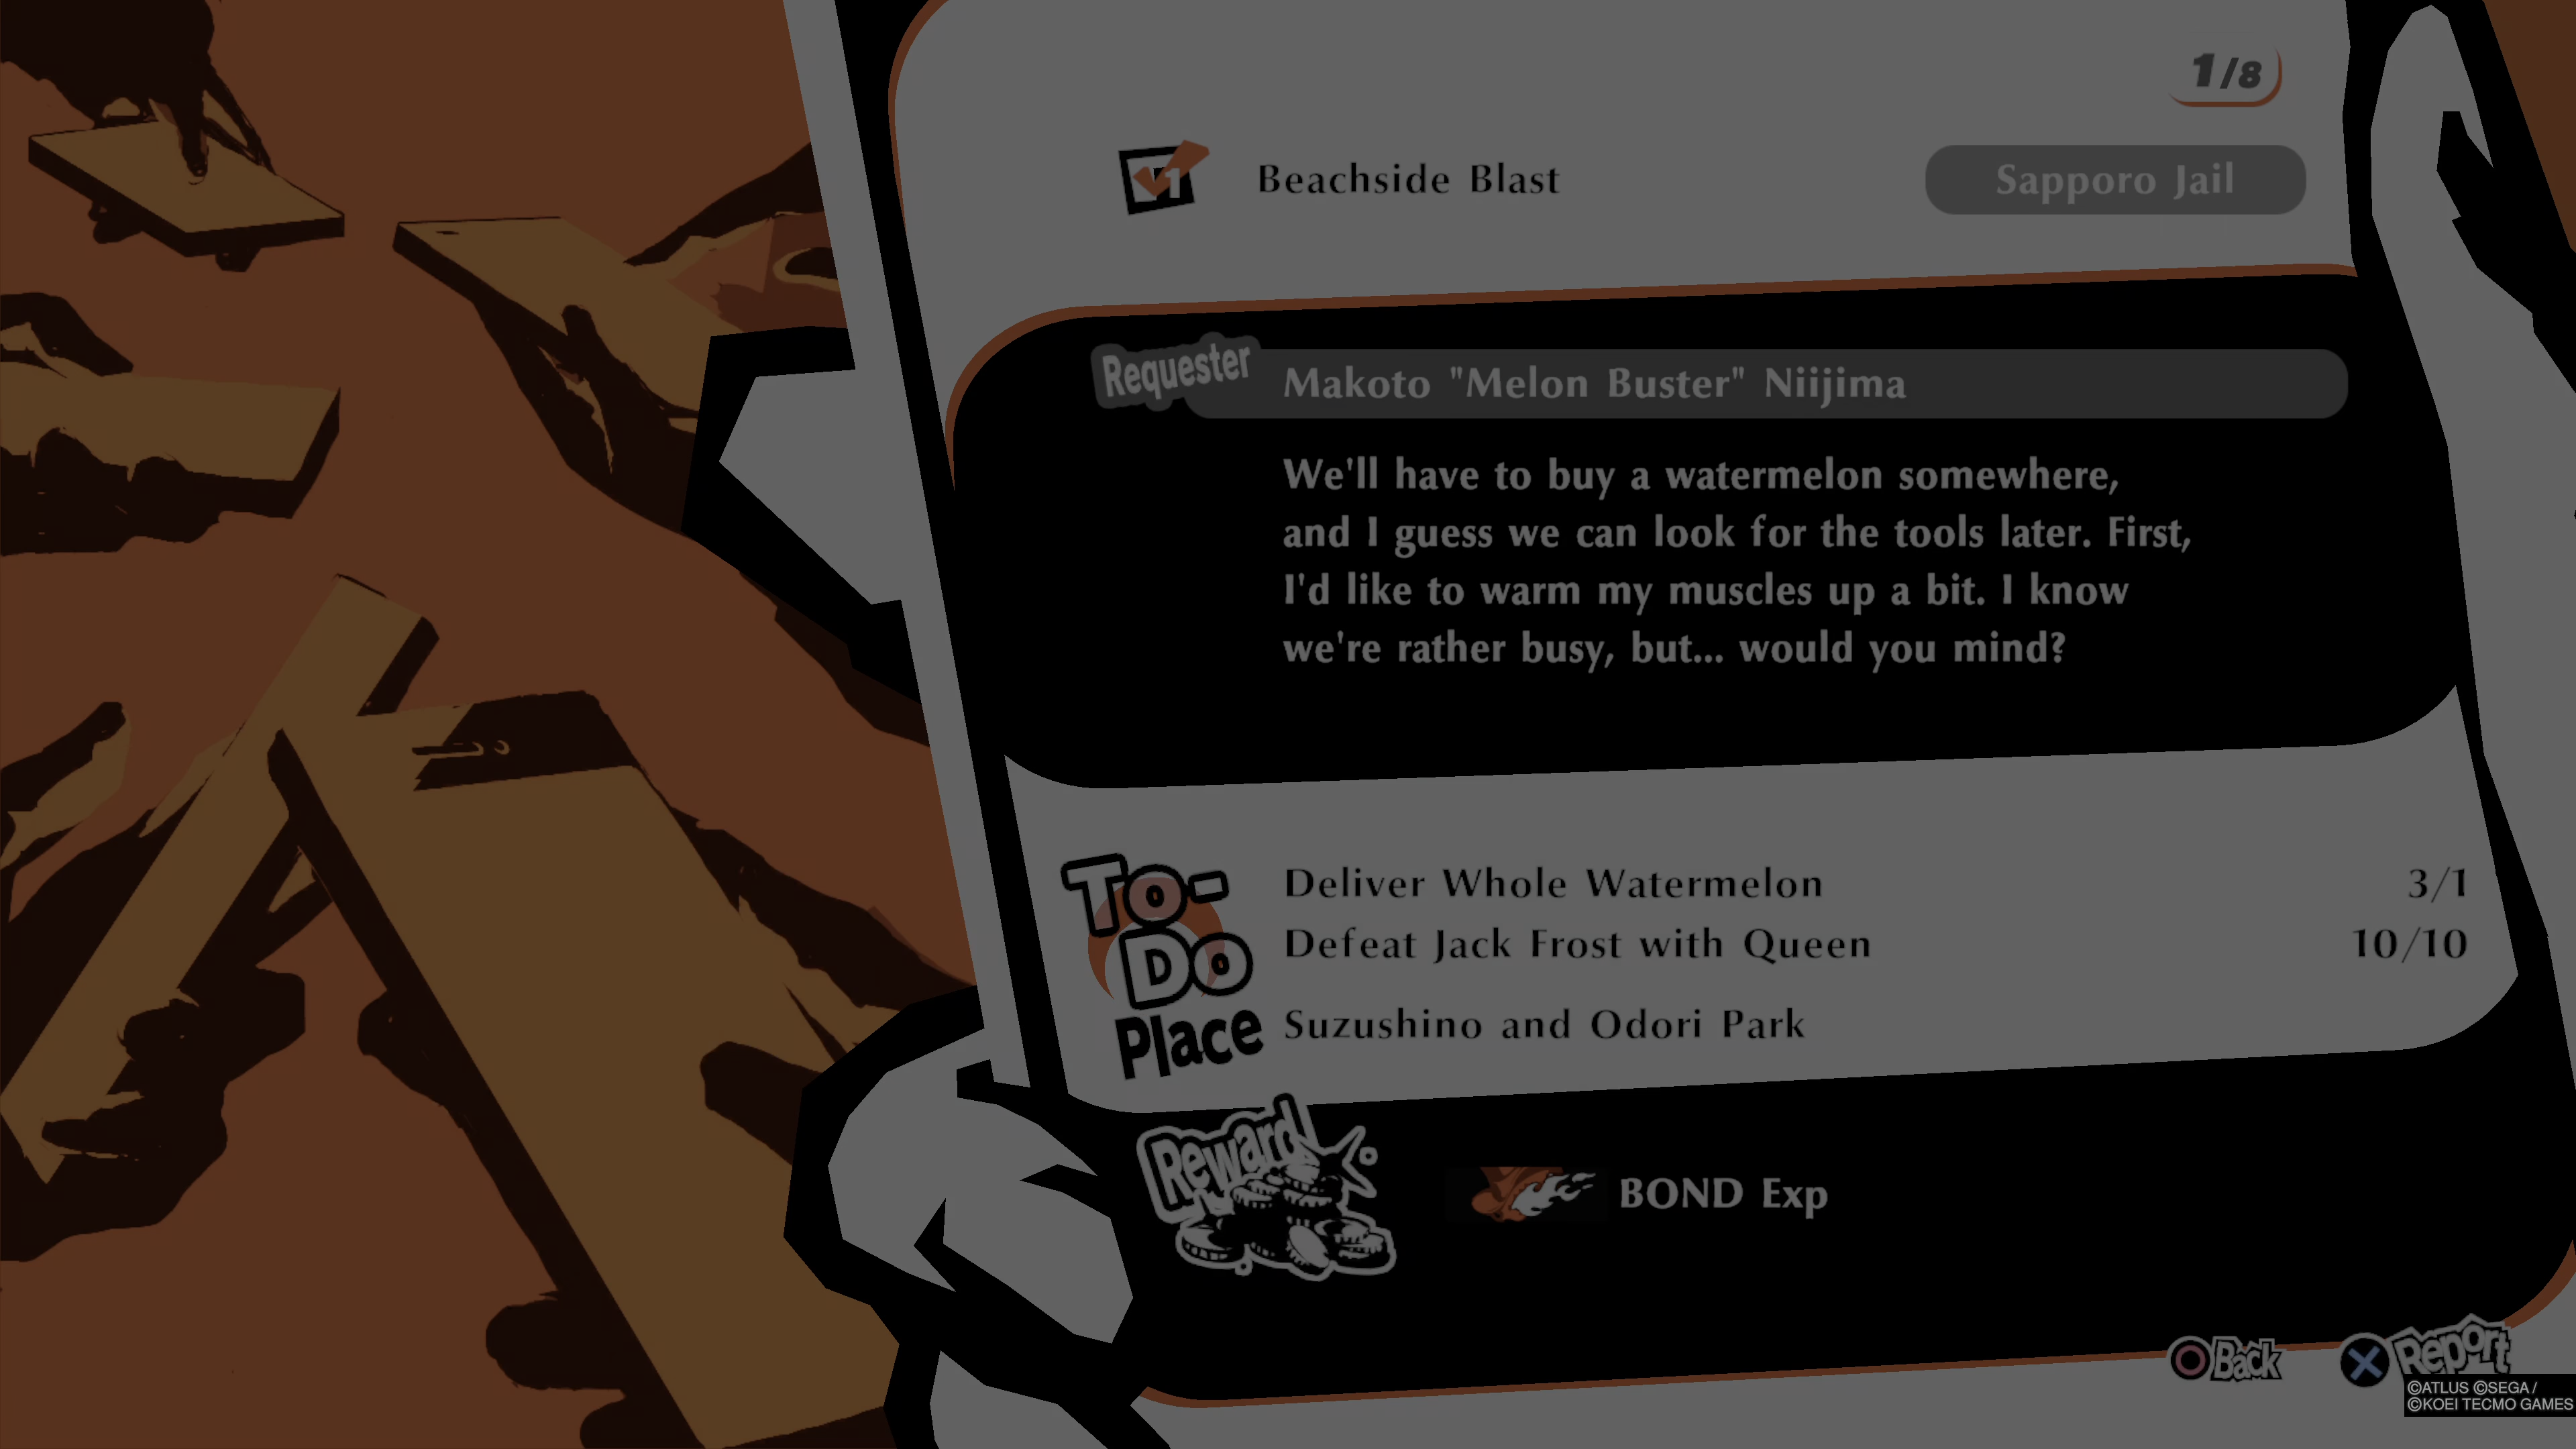 1/8
Beachside Blast
Sapporo Jail
Requester
Makoto "Melon Buster" Niijima
We'll have to buy a watermelon somewhere,
and I guess we can look for the tools later. First,
I'd like to warm my muscles up a bit. I know
we're rather busy, but... would you mind?
To-Do
Deliver Whole Watermelon 3/1
Defeat Jack Frost with Queen 10/10
Place
Suzushino and Odori Park
Reward
BOND Exp
Back
Report
©ATLUS ©SEGA /
©KOEI TECMO GAMES